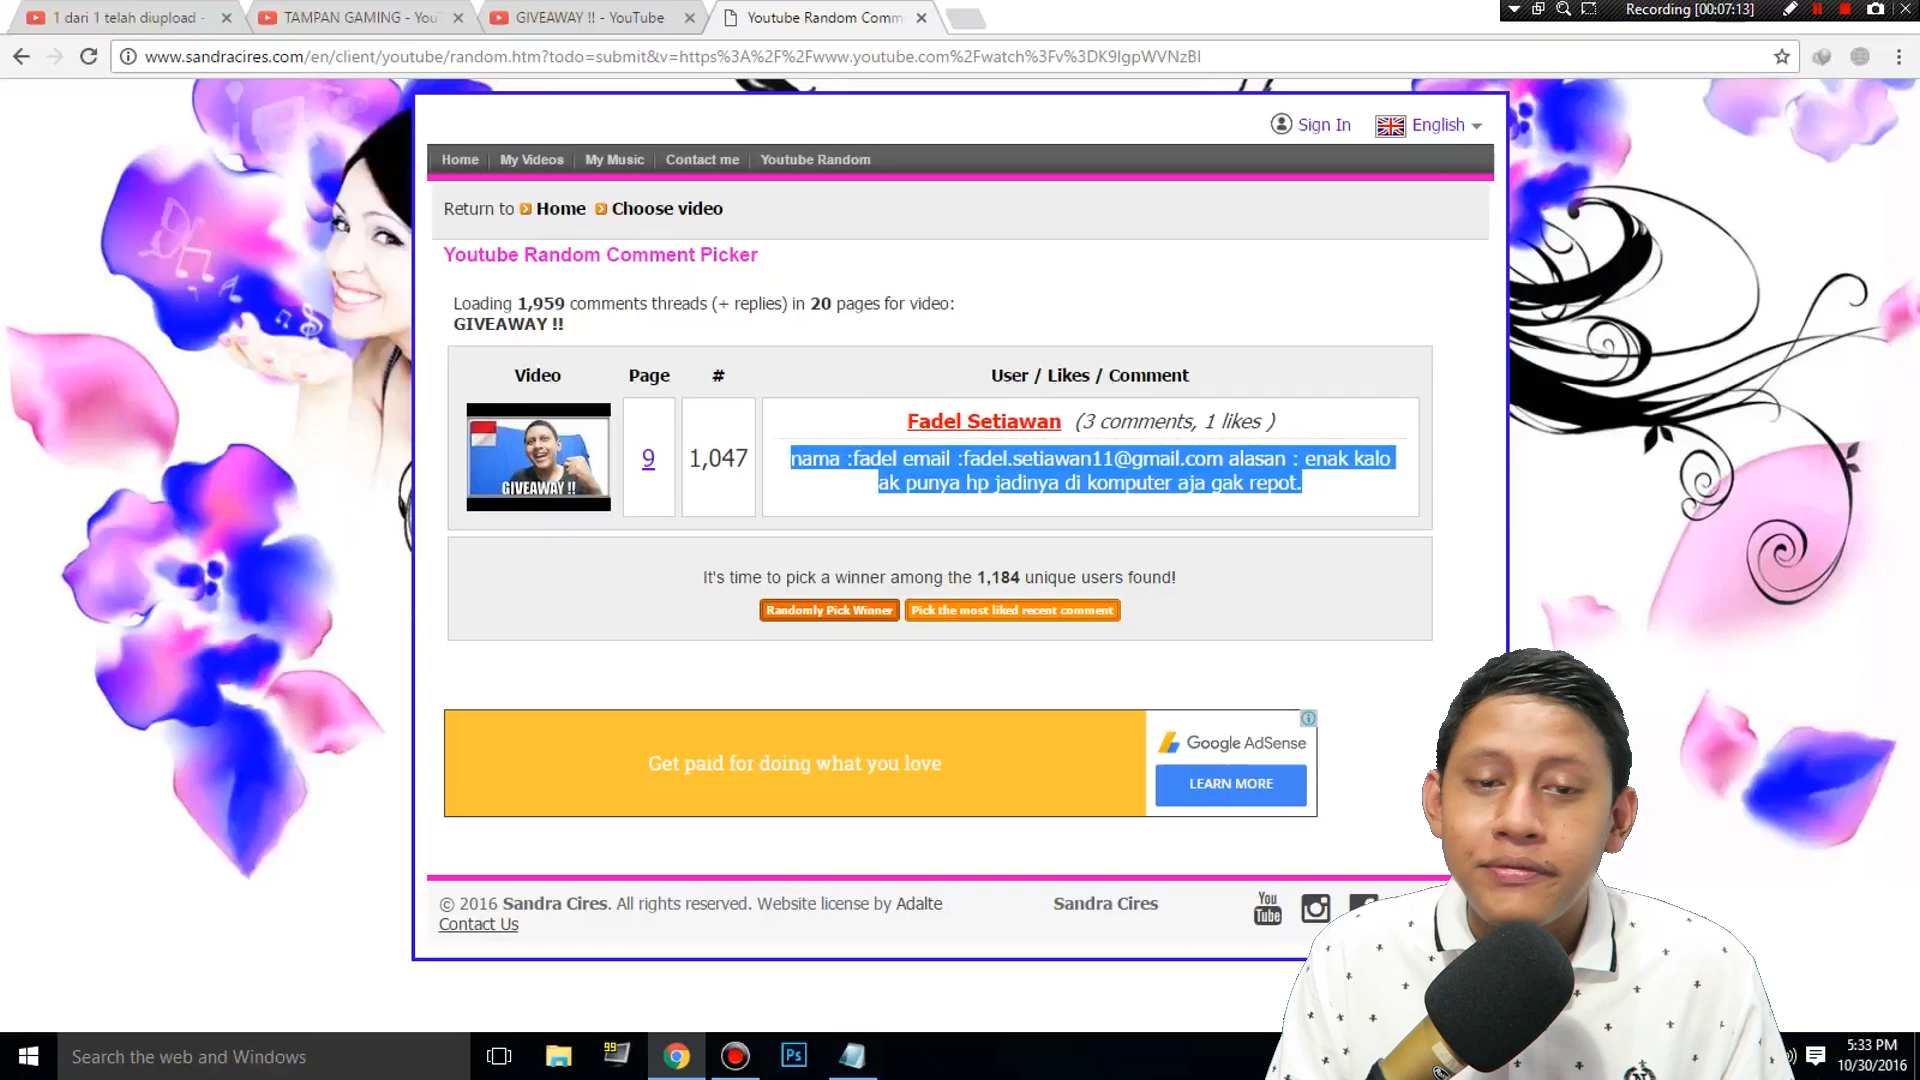 1 dari 1 telah diupload -
TAMPAN GAMING - YouT
GIVEAWAY !! - YouTube
Youtube Random Comm
Recording [00:07:13]
www.sandracires.com/en/client/youtube/random.htm?todo=submit&v=https%3A%2F%2Fwww.youtube.com%2Fwatch%3Fv%3DK9IgpWVNzBI
Sign In
English
Home
My Videos
My Music
Contact me
Youtube Random
Return to Home Choose video
Youtube Random Comment Picker
Loading 1,959 comments threads (+ replies) in 20 pages for video:
GIVEAWAY !!
Video
Page
#
User / Likes / Comment
GIVEAWAY !!
9
1,047
Fadel Setiawan (3 comments, 1 likes )
nama :fadel email :fadel.setiawan11@gmail.com alasan : enak kalo
ak punya hp jadinya di komputer aja gak repot.
It's time to pick a winner among the 1,184 unique users found!
Randomly Pick Winner
Pick the most liked recent comment
Get paid for doing what you love
Google AdSense
LEARN MORE
© 2016 Sandra Cires. All rights reserved. Website license by Adalte
Contact Us
Sandra Cires
You
Tube
Search the web and Windows
99
Ps
5:33 PM
10/30/2016